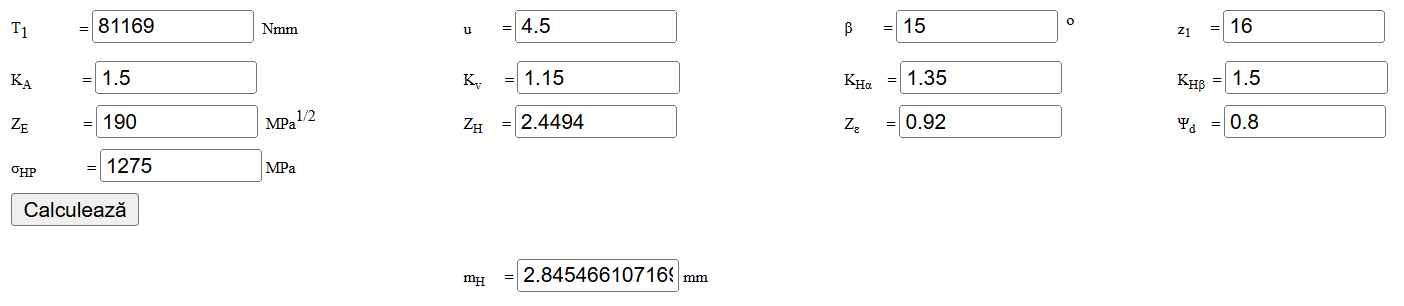 T1 = 81169 Nmm u = 4.5 β = 15 o z1 = 16
KA = 1.5 Kv = 1.15 KHα = 1.35 KHβ = 1.5
ZE = 190 MPa1/2 ZH = 2.4494 Zε = 0.92 Ψd = 0.8
σHP = 1275 MPa
Calculează
mH = 2.845466107169 mm